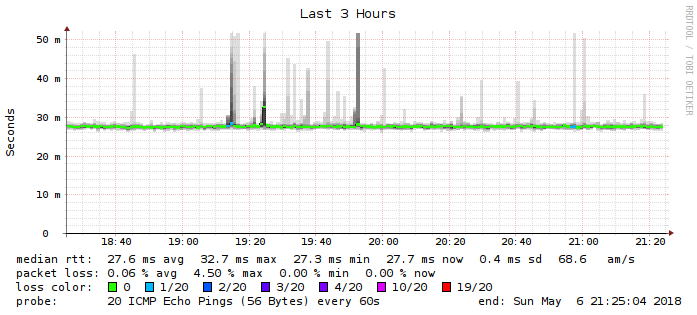 Last 3 Hours
RRDTOOL / TOBI OETIKER
Seconds
50 m
40 m
30 m
20 m
10 m
0
18:40 19:00 19:20 19:40 20:00 20:20 20:40 21:00 21:20
median rtt: 27.6 ms avg 32.7 ms max 27.3 ms min 27.7 ms now 0.4 ms sd 68.6 am/s
packet loss: 0.06 % avg 4.50 % max 0.00 % min 0.00 % now
loss color: 0 1/20 2/20 3/20 4/20 10/20 19/20
probe: 20 ICMP Echo Pings (56 Bytes) every 60s end: Sun May 6 21:25:04 2018